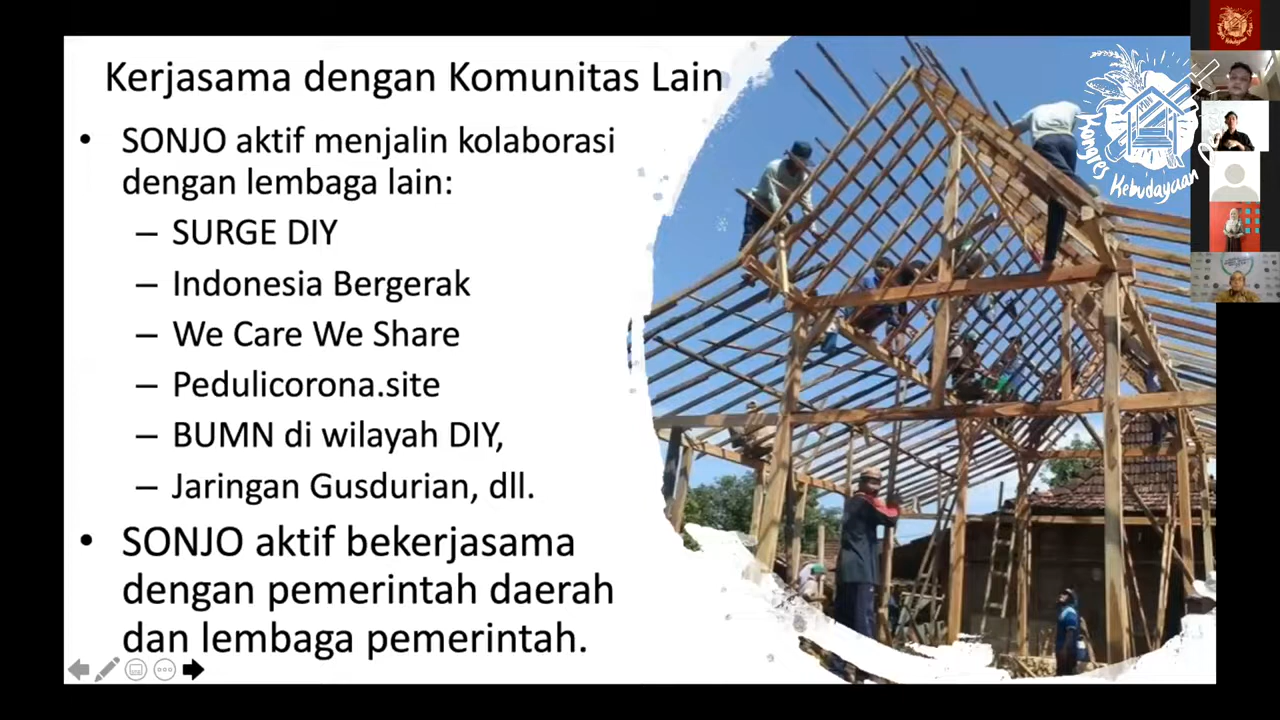 Kerjasama dengan Komunitas Lain
• SONJO aktif menjalin kolaborasi
dengan lembaga lain:
– SURGE DIY
– Indonesia Bergerak
– We Care We Share
– Pedulicorona.site
– BUMN di wilayah DIY,
– Jaringan Gusdurian, dll.
• SONJO aktif bekerjasama
dengan pemerintah daerah
dan lembaga pemerintah.
Kongres Kebudayaan